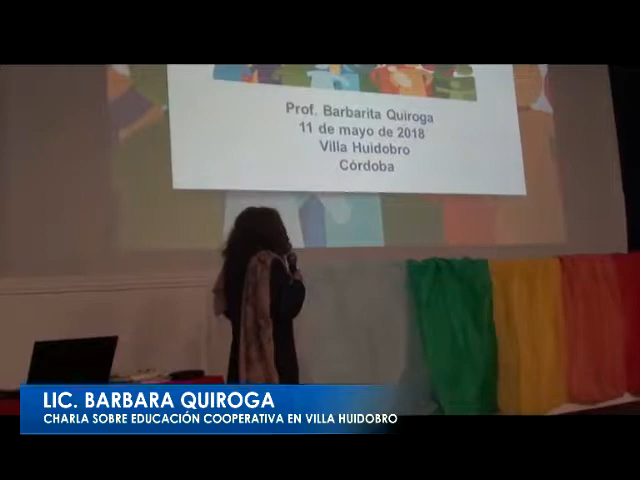 Prof. Barbarita Quiroga
11 de mayo de 2018
Villa Huidobro
Córdoba
LIC. BARBARA QUIROGA
CHARLA SOBRE EDUCACIÓN COOPERATIVA EN VILLA HUIDOBRO